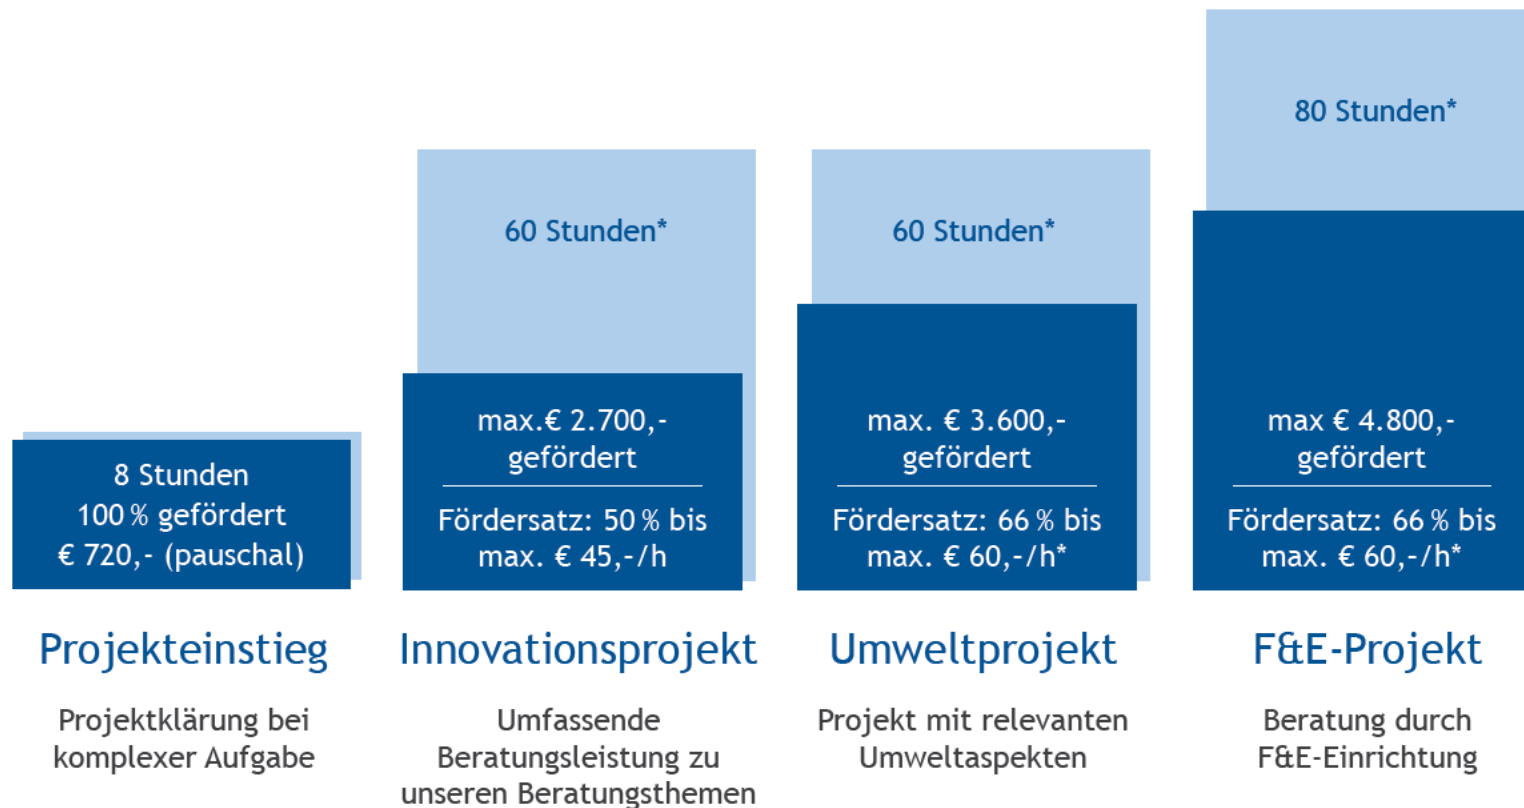 8 Stunden
100 % gefördert
€ 720,- (pauschal)
Projekteinstieg
Projektklärung bei
komplexer Aufgabe
60 Stunden*
max.€ 2.700,-
gefördert
Fördersatz: 50 % bis
max. € 45,-/h
Innovationsprojekt
Umfassende
Beratungsleistung zu
unseren Beratungsthemen
60 Stunden*
max. € 3.600,-
gefördert
Fördersatz: 66 % bis
max. € 60,-/h*
Umweltprojekt
Projekt mit relevanten
Umweltaspekten
80 Stunden*
max € 4.800,-
gefördert
Fördersatz: 66 % bis
max. € 60,-/h*
F&E-Projekt
Beratung durch
F&E-Einrichtung